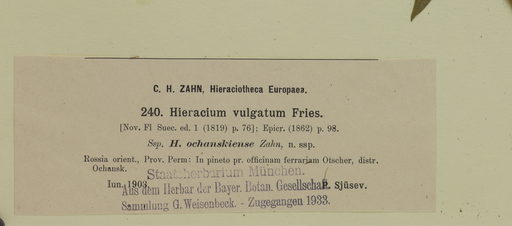 C. H. ZAHN, Hieraciotheca Europaea.
240. Hieracium vulgatum Fries.
[Nov. Fl Suec. ed. 1 (1819) p. 76]; Epicr. (1862) p. 98.
Ssp. H. ochanskiense Zahn, n. ssp.
Rossia orient., Prov. Perm: In pineto pr. officinam ferrariam Otscher, distr.
Ochansk.
Staatsherbarium München.
Iun. 1903. P. Sjüsev.
Aus dem Herbar der Bayer. Botan. Gesellschaft.
Sammlung G. Weisenbeck. - Zugegangen 1933.